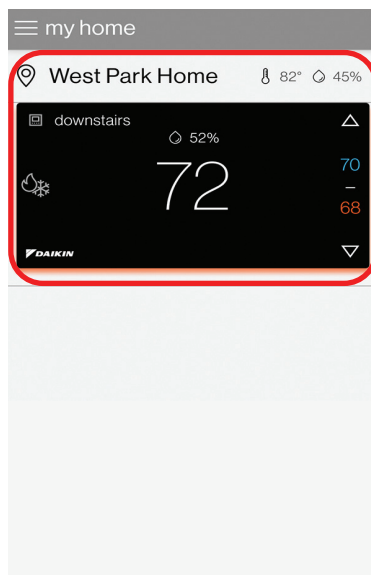 my home
West Park Home 82° 45%
downstairs
52%
72
70
–
68
DAIKIN